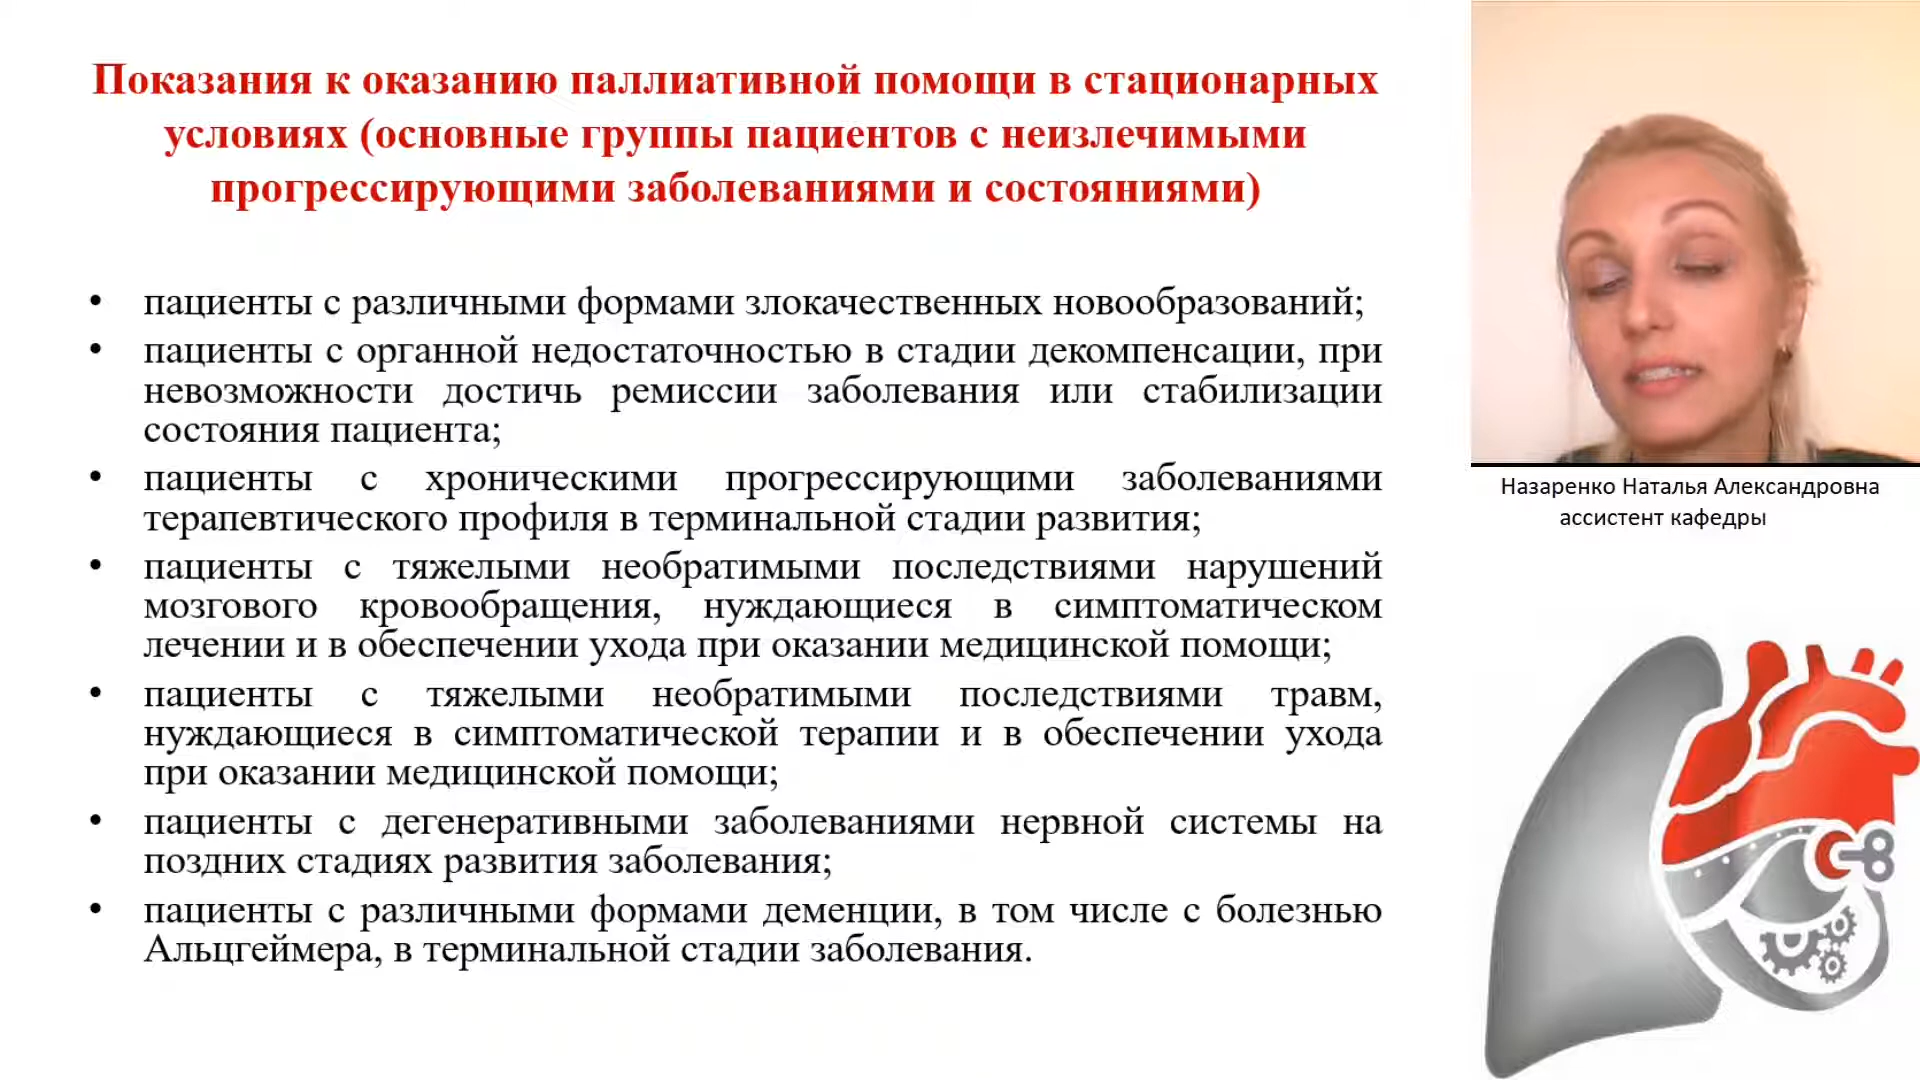 Показания к оказанию паллиативной помощи в стационарных
условиях (основные группы пациентов с неизлечимыми
прогрессирующими заболеваниями и состояниями)
• пациенты с различными формами злокачественных новообразований;
• пациенты с органной недостаточностью в стадии декомпенсации, при
невозможности достичь ремиссии заболевания или стабилизации
состояния пациента;
• пациенты с хроническими прогрессирующими заболеваниями
терапевтического профиля в терминальной стадии развития;
• пациенты с тяжелыми необратимыми последствиями нарушений
мозгового кровообращения, нуждающиеся в симптоматическом
лечении и в обеспечении ухода при оказании медицинской помощи;
• пациенты с тяжелыми необратимыми последствиями травм,
нуждающиеся в симптоматической терапии и в обеспечении ухода
при оказании медицинской помощи;
• пациенты с дегенеративными заболеваниями нервной системы на
поздних стадиях развития заболевания;
• пациенты с различными формами деменции, в том числе с болезнью
Альцгеймера, в терминальной стадии заболевания.
Назаренко Наталья Александровна
ассистент кафедры